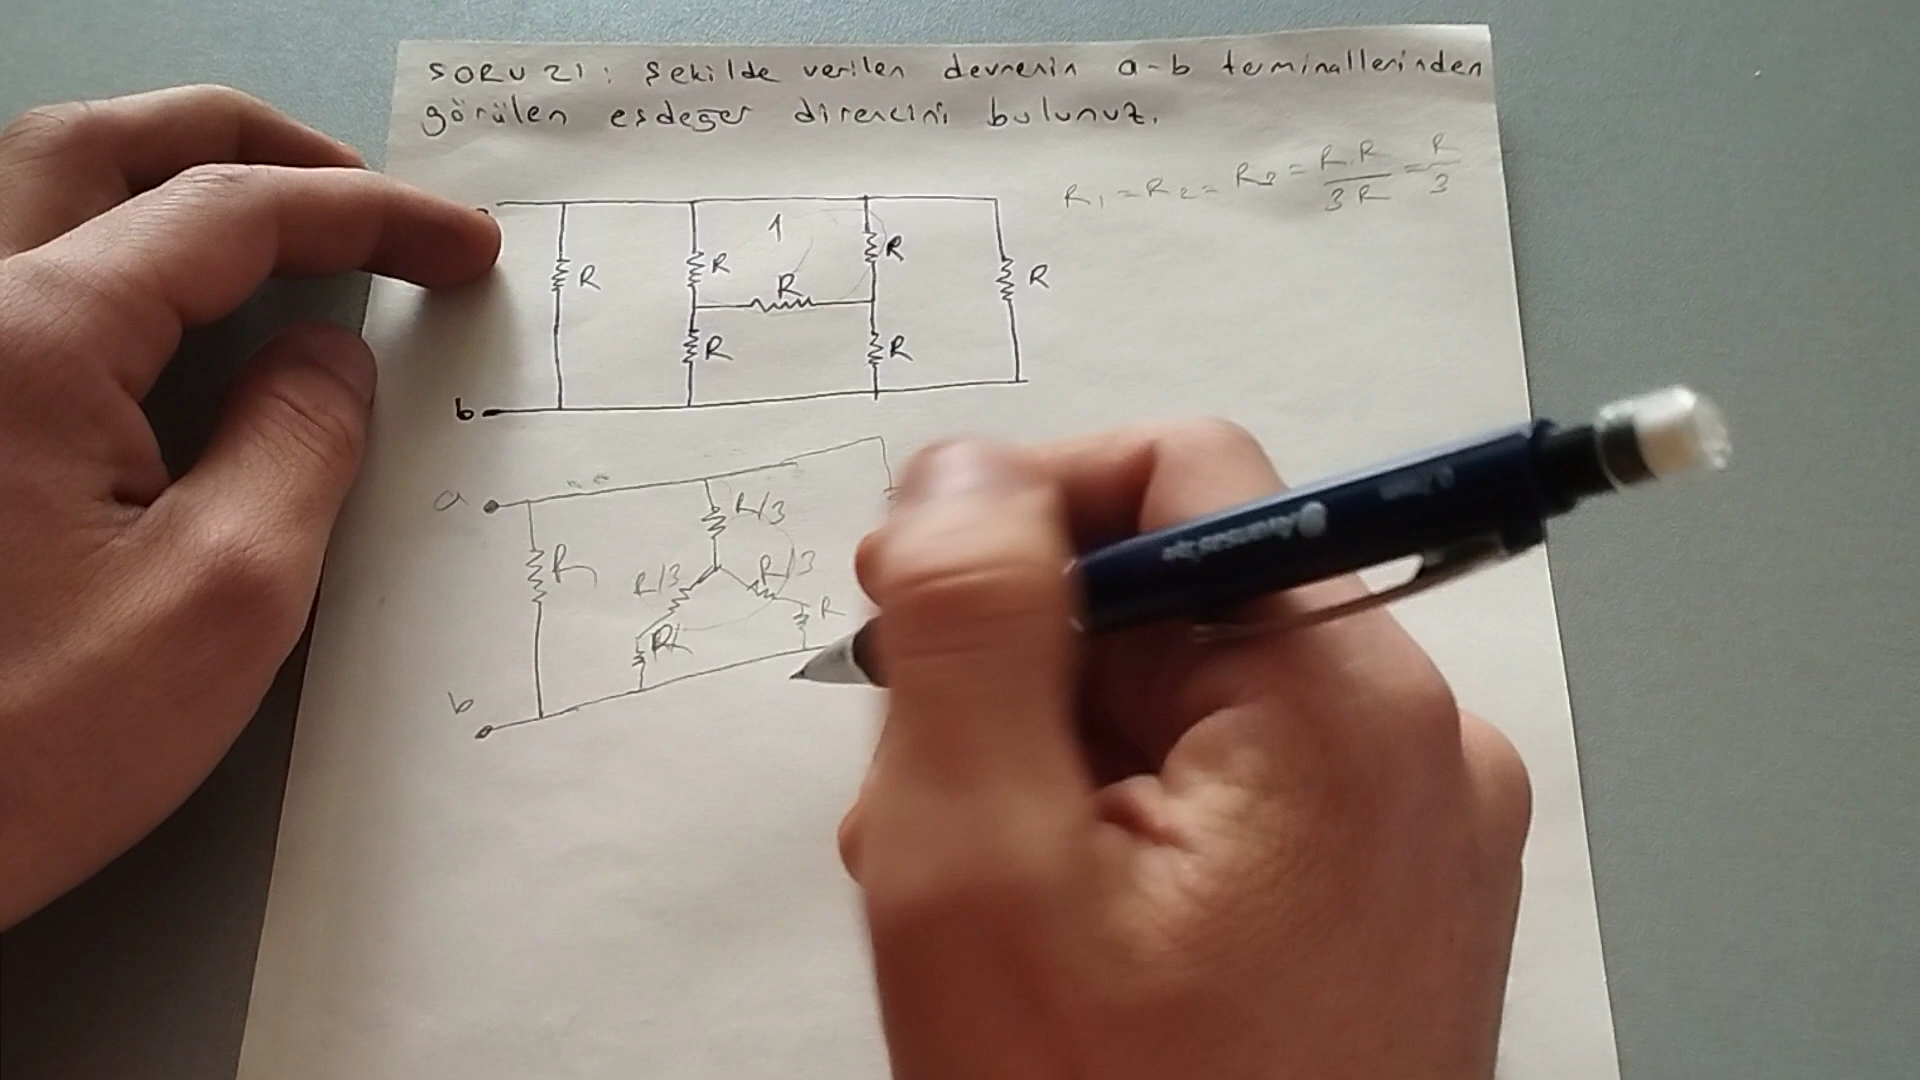 SORU 21: Şekilde verilen devrenin a-b terminallerinden
görülen eşdeğer direncini bulunuz.
R₁ = R₂ = R₃ = R.R/3R = R/3
1
R
R
R
R
R
R
R
b
a
R/3
R
R/3
R/3
R
R
b